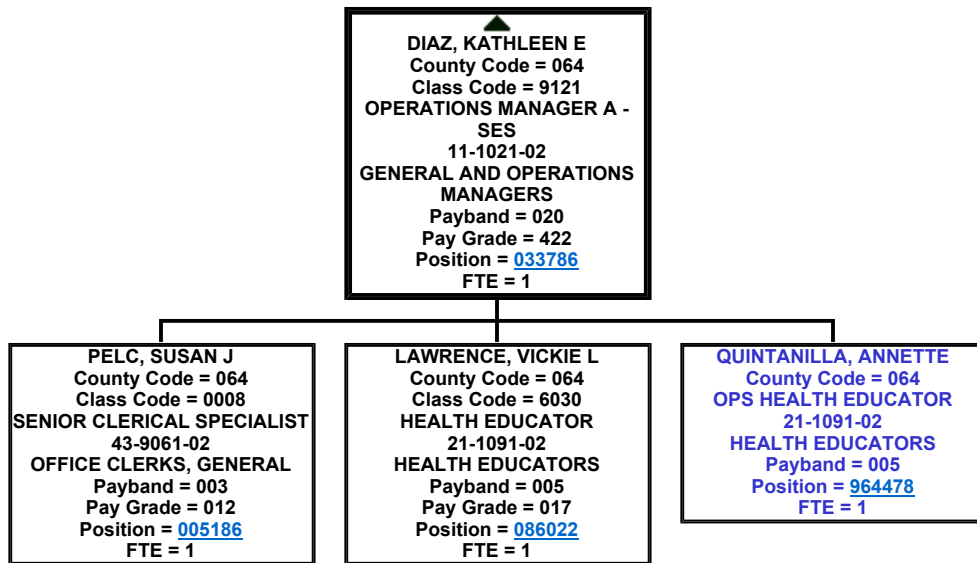 DIAZ, KATHLEEN E
County Code = 064
Class Code = 9121
OPERATIONS MANAGER A -
SES
11-1021-02
GENERAL AND OPERATIONS
MANAGERS
Payband = 020
Pay Grade = 422
Position = 033786
FTE = 1
PELC, SUSAN J
County Code = 064
Class Code = 0008
SENIOR CLERICAL SPECIALIST
43-9061-02
OFFICE CLERKS, GENERAL
Payband = 003
Pay Grade = 012
Position = 005186
FTE = 1
LAWRENCE, VICKIE L
County Code = 064
Class Code = 6030
HEALTH EDUCATOR
21-1091-02
HEALTH EDUCATORS
Payband = 005
Pay Grade = 017
Position = 086022
FTE = 1
QUINTANILLA, ANNETTE
County Code = 064
OPS HEALTH EDUCATOR
21-1091-02
HEALTH EDUCATORS
Payband = 005
Position = 964478
FTE = 1